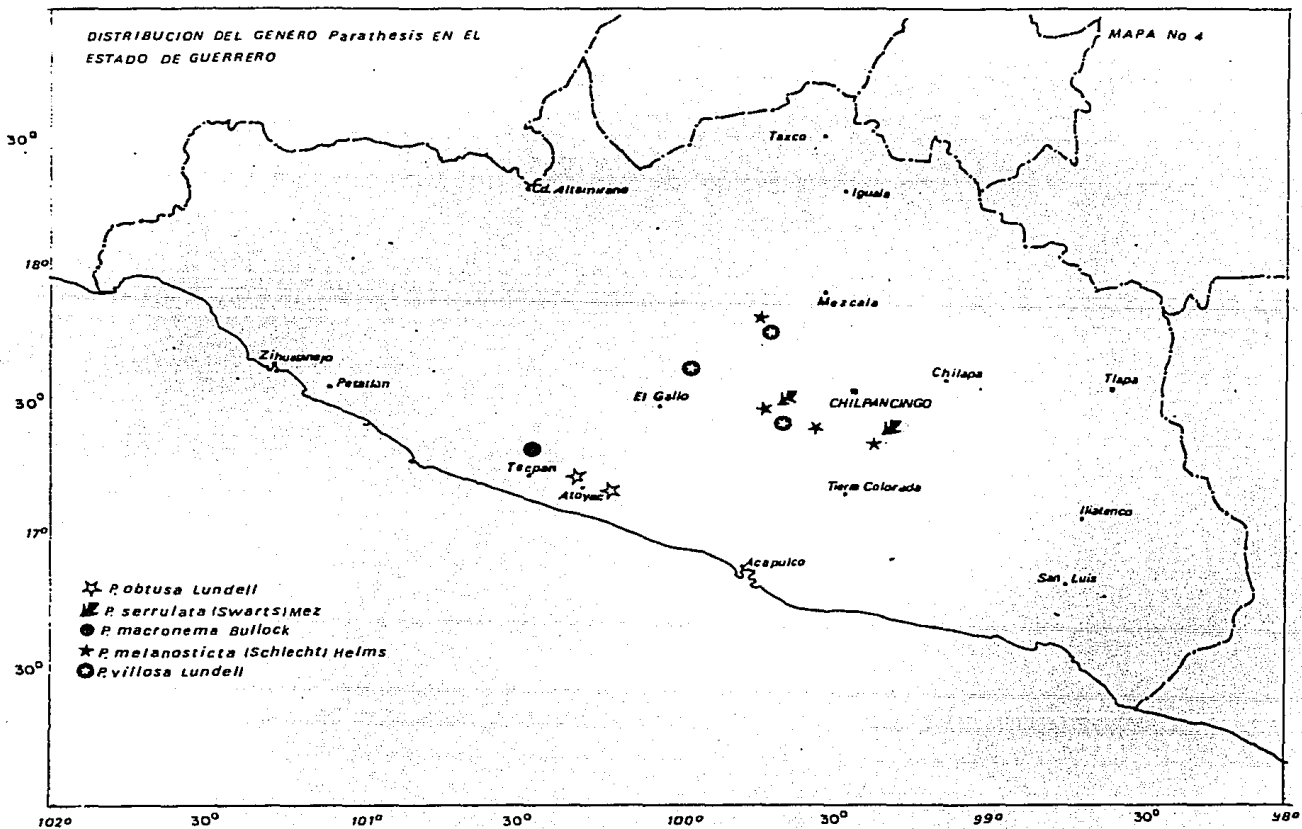 DISTRIBUCION DEL GENERO Parathesis EN EL
ESTADO DE GUERRERO
MAPA No 4
30°
Taxco
Cd. Altamirano
Iguala
18°
Mezcala
Zihuatanejo
Petatlan
Chilapa
Tlapa
30°
El Gallo
CHILPANCINGO
Tecpan
Atoyac
Tierra Colorada
Iliatenco
17°
Acapulco
San Luis
P. obtusa Lundell
P. serrulata (Swarts) Mez
P. macronema Bullock
P. melanosticta (Schlecht) Helms
P. villosa Lundell
30°
102° 30° 101° 30° 100° 30° 99° 30° 98°